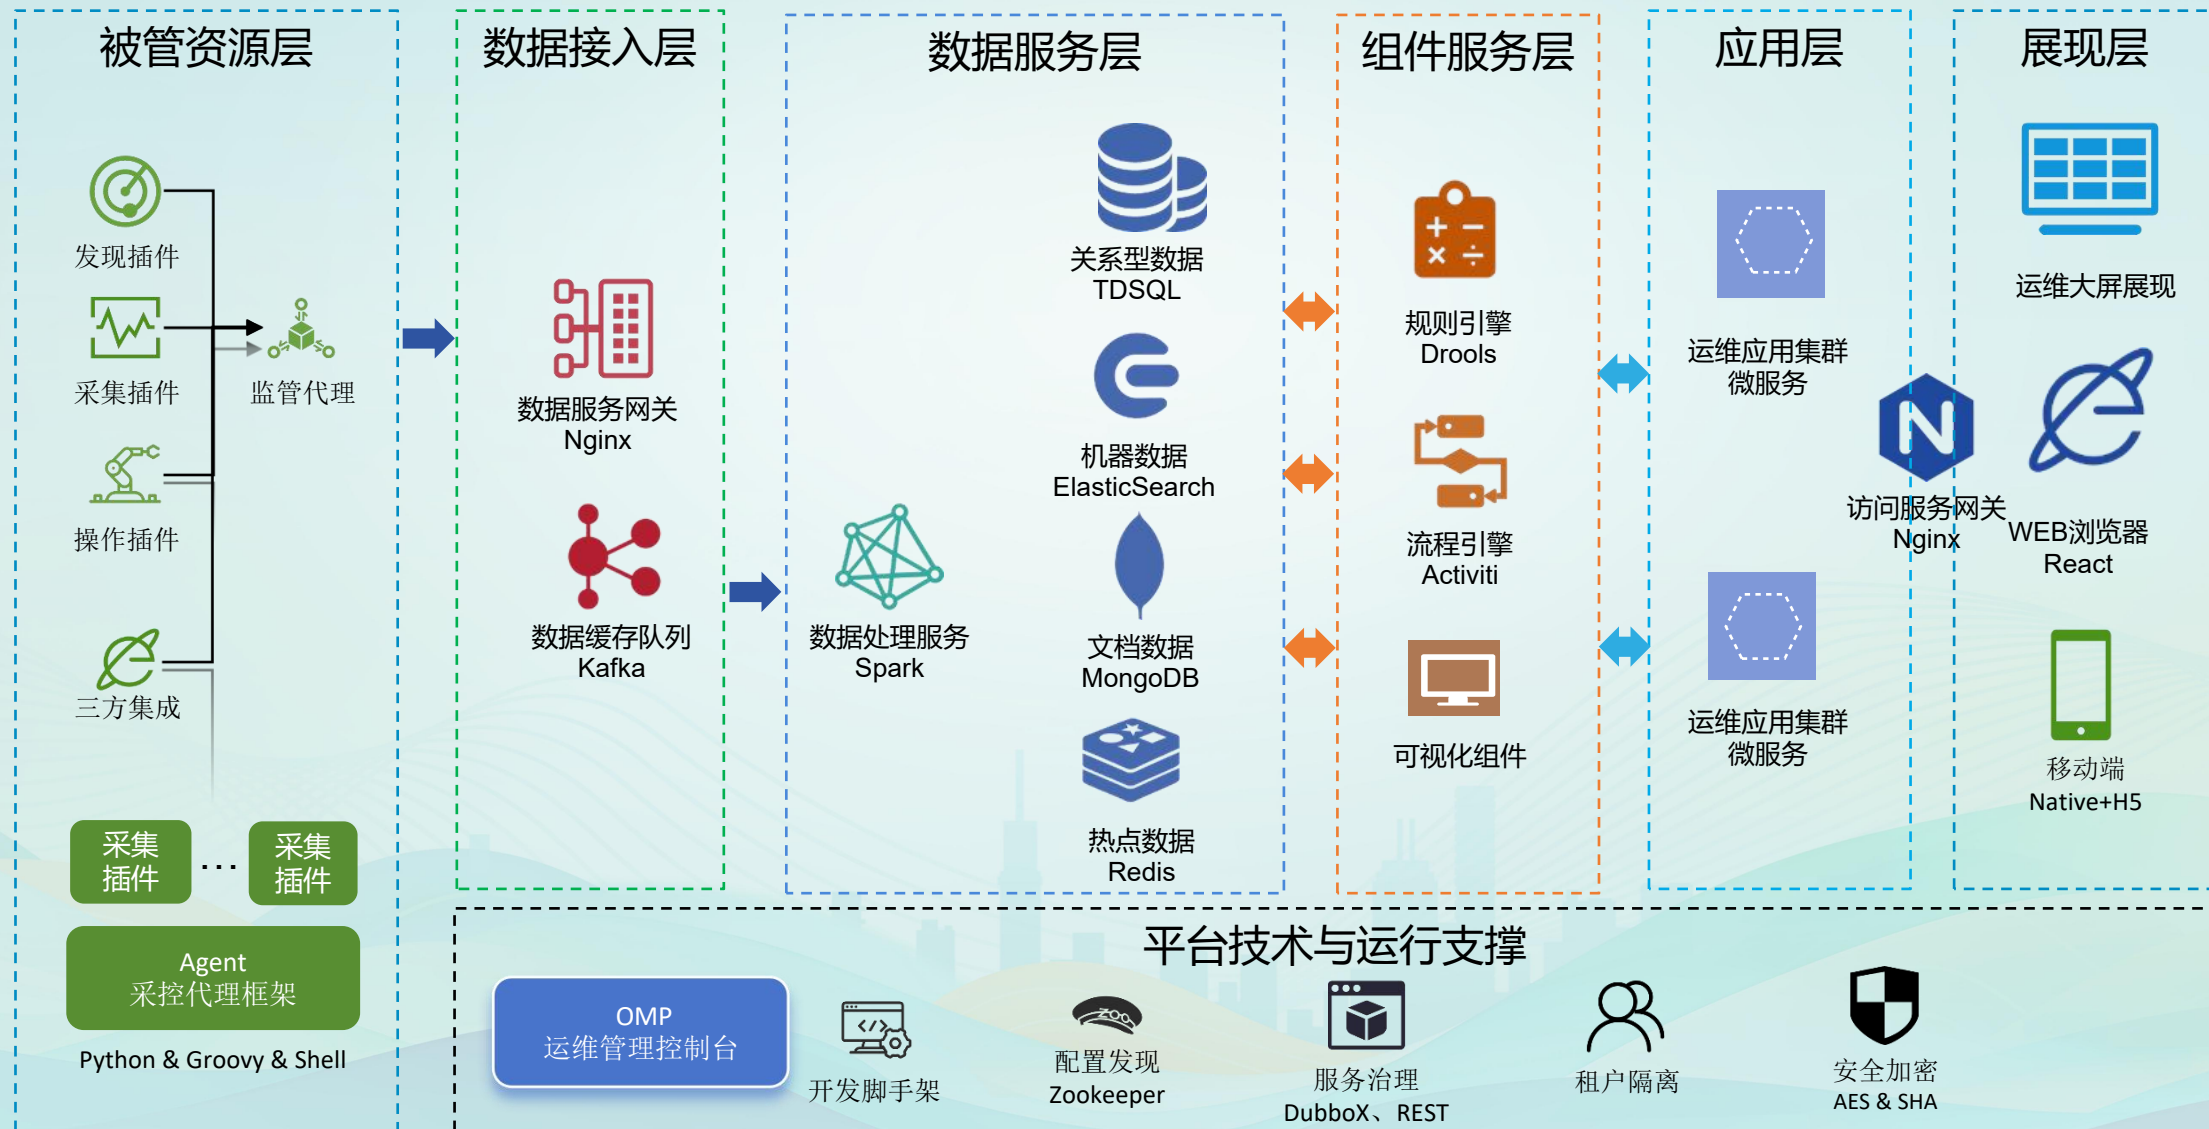 被管资源层
发现插件
采集插件
监管代理
操作插件
三方集成
采集
插件
...
采集
插件
Agent
采控代理框架
Python & Groovy & Shell
数据接入层
数据服务网关
Nginx
数据缓存队列
Kafka
数据服务层
数据处理服务
Spark
关系型数据
TDSQL
机器数据
ElasticSearch
文档数据
MongoDB
热点数据
Redis
组件服务层
规则引擎
Drools
流程引擎
Activiti
可视化组件
应用层
运维应用集群
微服务
运维应用集群
微服务
N
访问服务网关
Nginx
展现层
运维大屏展现
WEB浏览器
React
移动端
Native+H5
平台技术与运行支撑
OMP
运维管理控制台
</>
开发脚手架
ZOO
配置发现
Zookeeper
服务治理
DubboX、REST
租户隔离
安全加密
AES & SHA